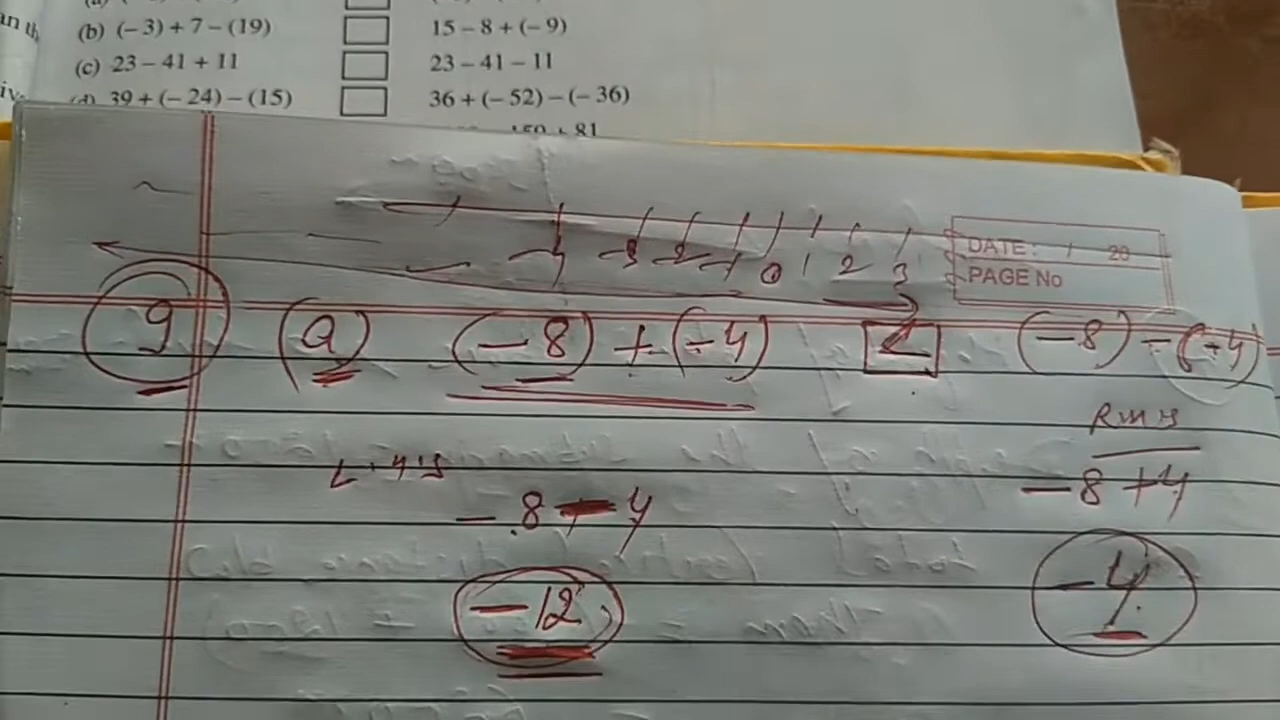 (b) (– 3) + 7 – (19) 15 – 8 + (– 9)
(c) 23 – 41 + 11 23 – 41 – 11
(d) 39 + (– 24) – (15) 36 + (– 52) – (– 36)
-4 -3 -2 -1 0 1 2 3
DATE: / 20
PAGE No
9 (a) (-8) + (-4) < (-8) - (-4)
L.H.S R.H.S
-8 - 4 -8 + 4
-12 -4